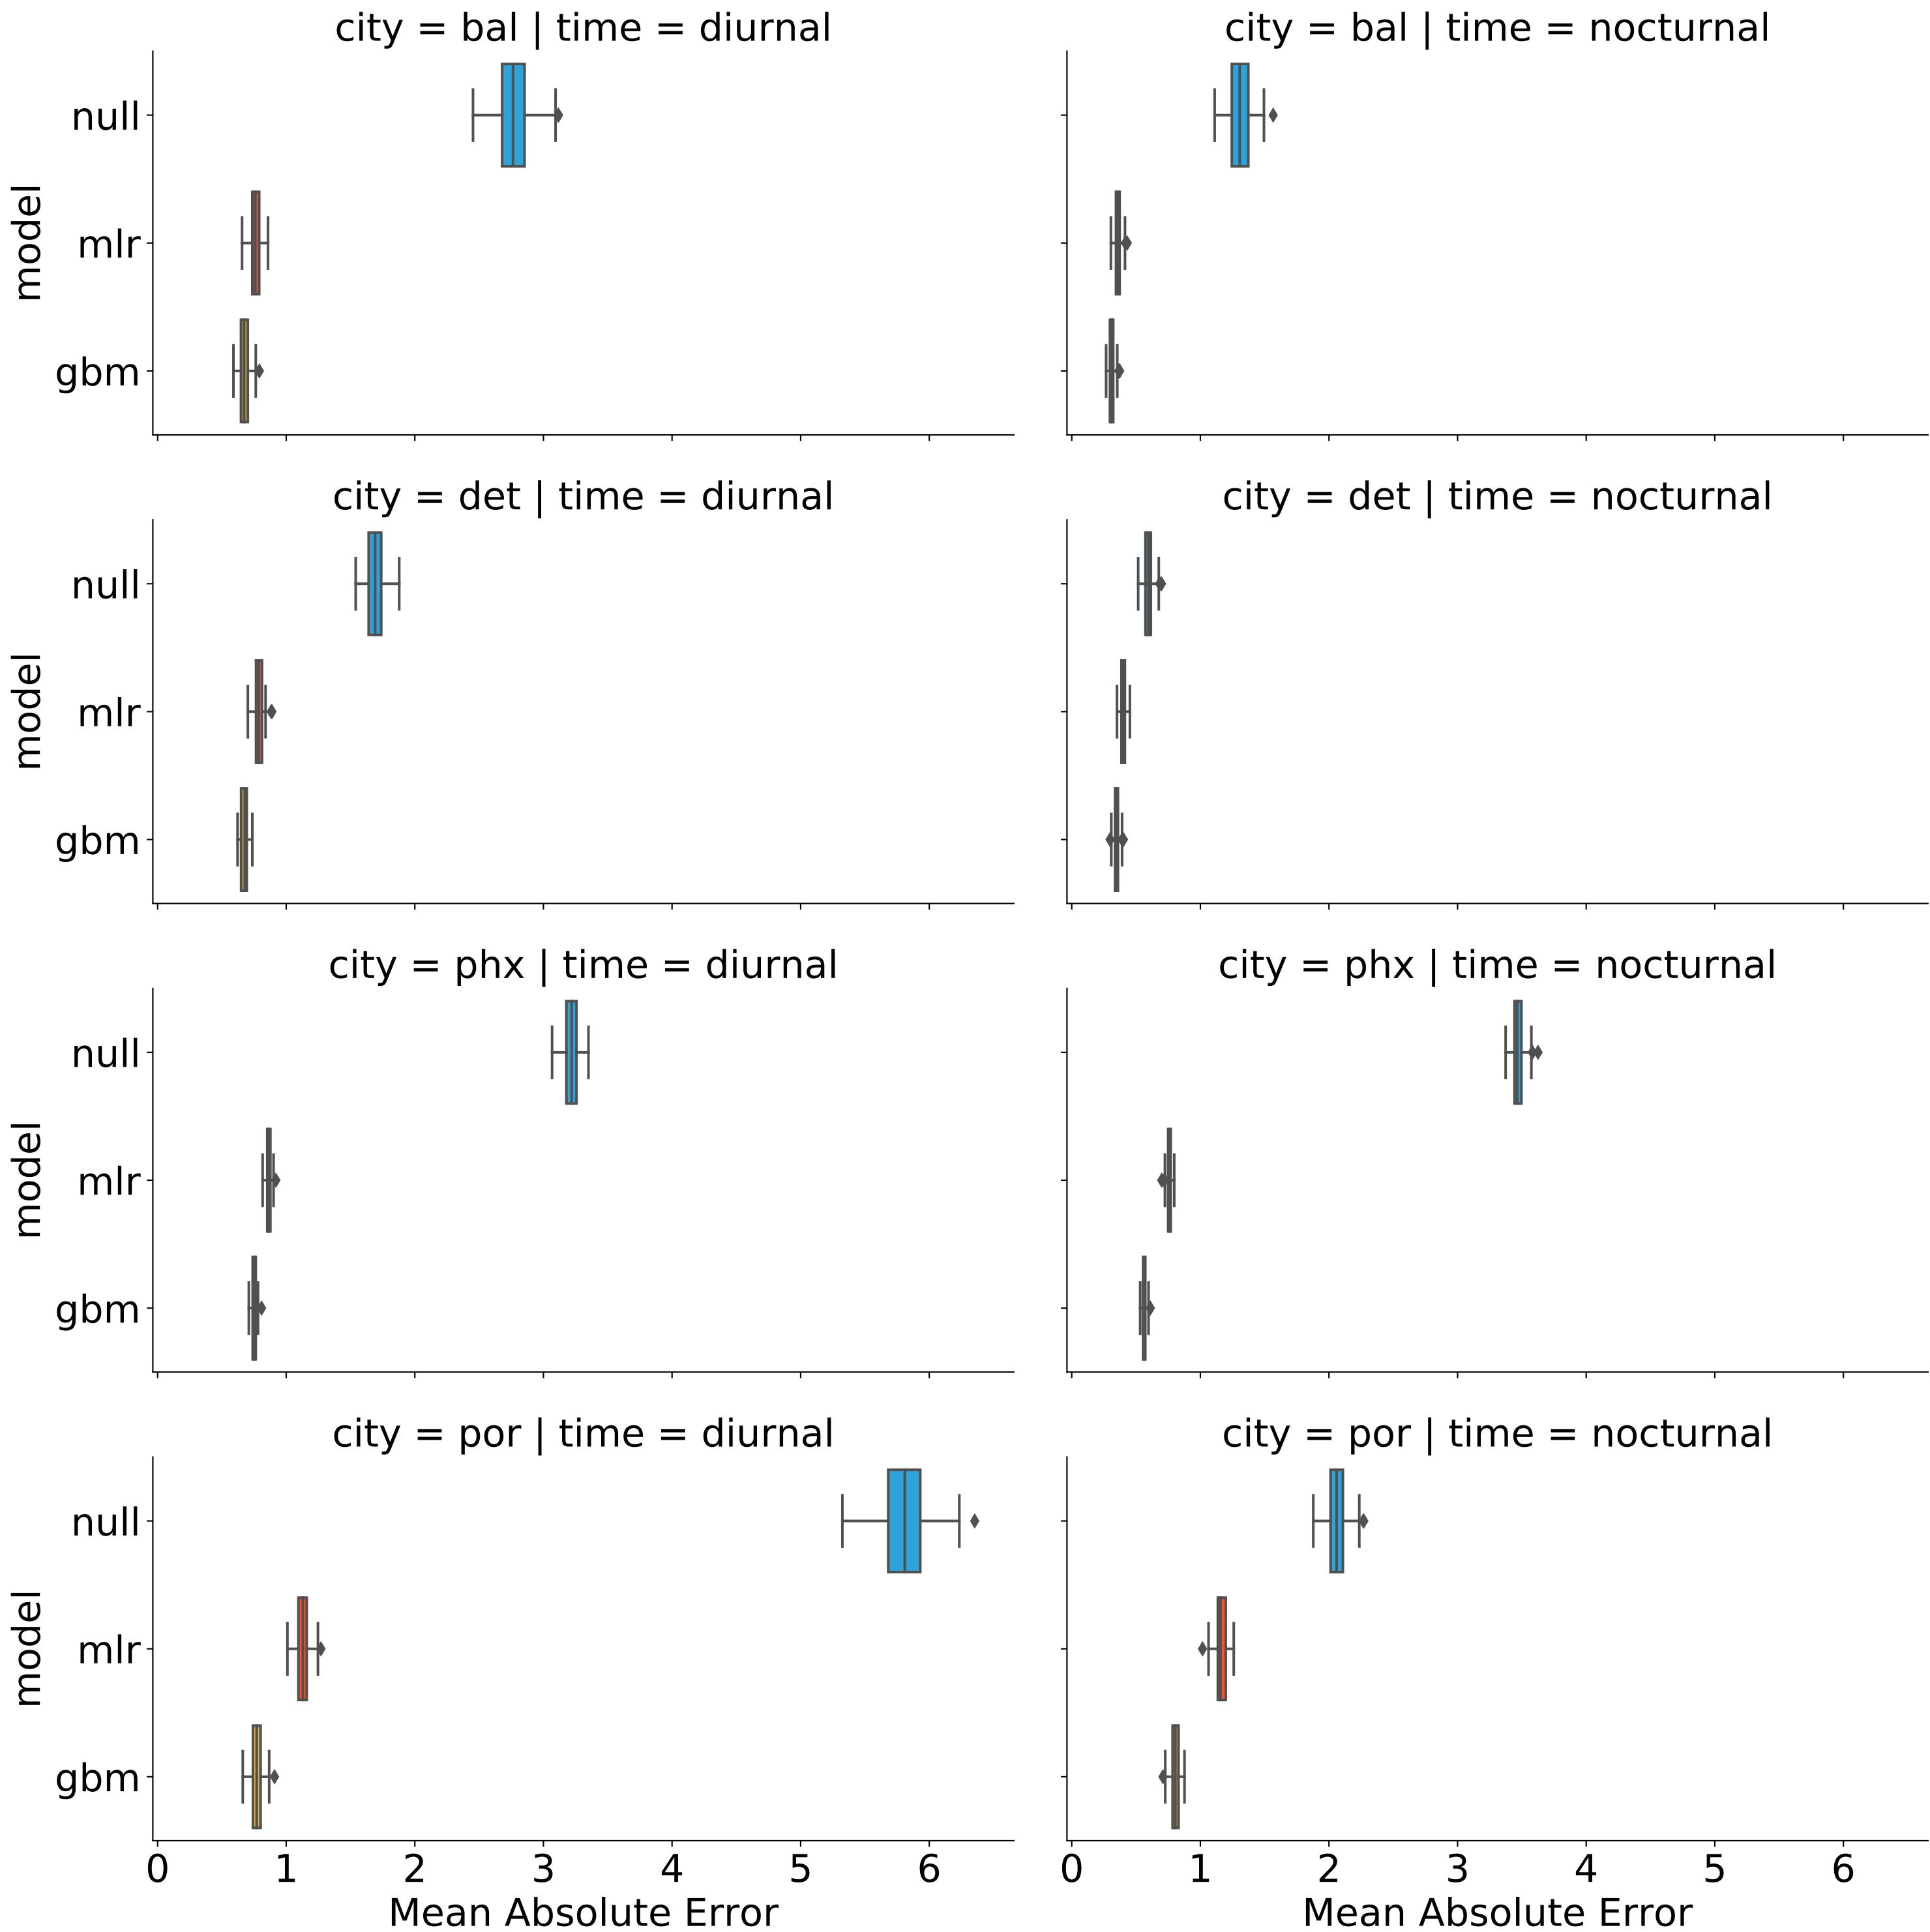 city = bal | time = diurnal
city = bal | time = nocturnal
model
null
mlr
gbm
city = det | time = diurnal
city = det | time = nocturnal
model
null
mlr
gbm
city = phx | time = diurnal
city = phx | time = nocturnal
model
null
mlr
gbm
city = por | time = diurnal
city = por | time = nocturnal
model
null
mlr
gbm
0 1 2 3 4 5 6
0 1 2 3 4 5 6
Mean Absolute Error
Mean Absolute Error